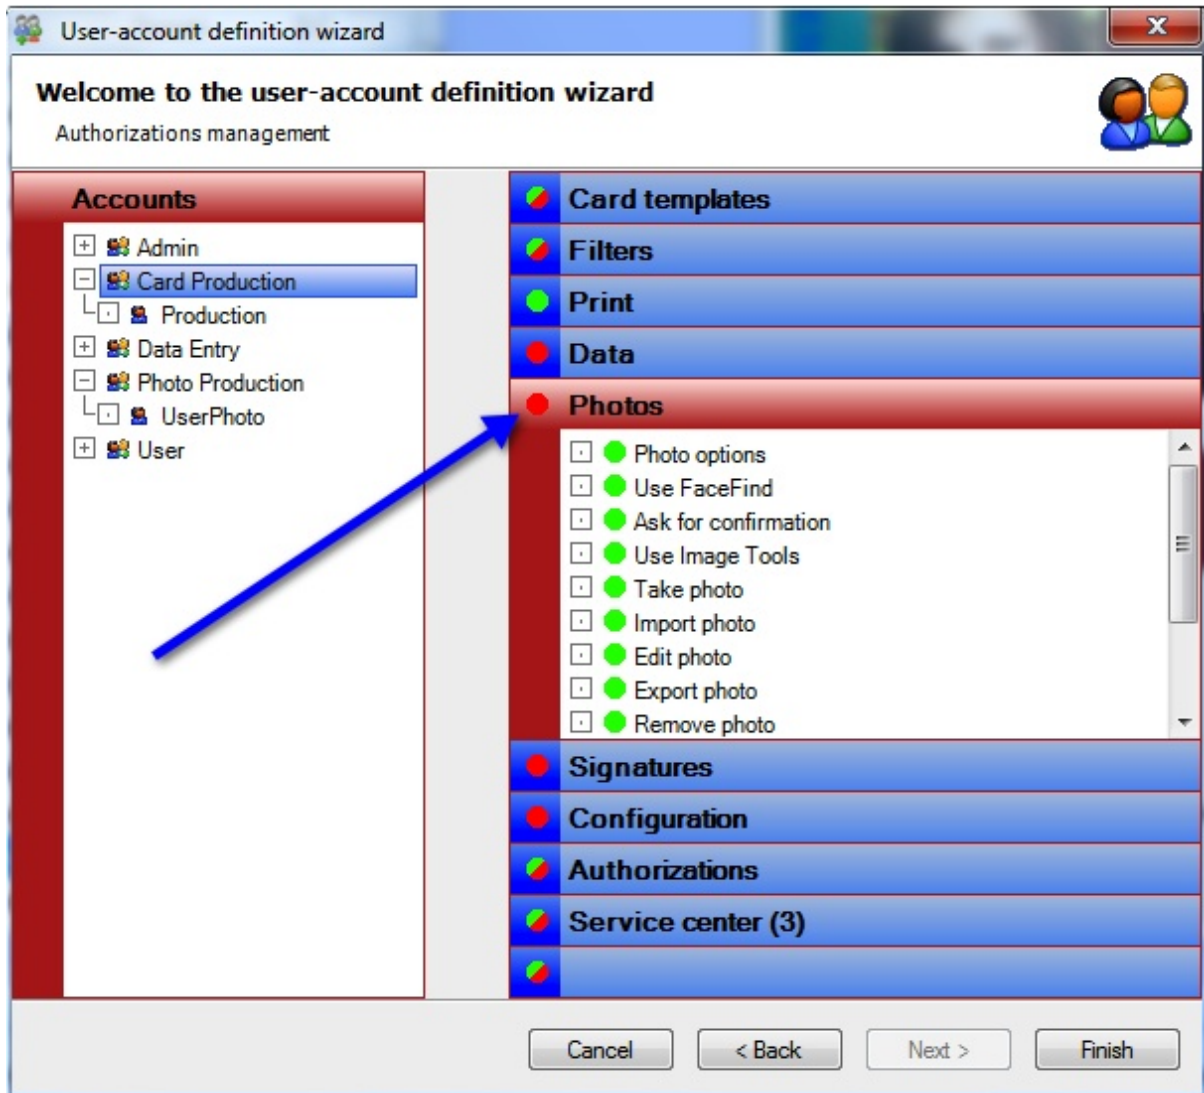 User-account definition wizard
Welcome to the user-account definition wizard
Authorizations management
Accounts
Admin
Card Production
Production
Data Entry
Photo Production
UserPhoto
User
Card templates
Filters
Print
Data
Photos
Photo options
Use FaceFind
Ask for confirmation
Use Image Tools
Take photo
Import photo
Edit photo
Export photo
Remove photo
Signatures
Configuration
Authorizations
Service center (3)
Cancel
< Back
Next >
Finish